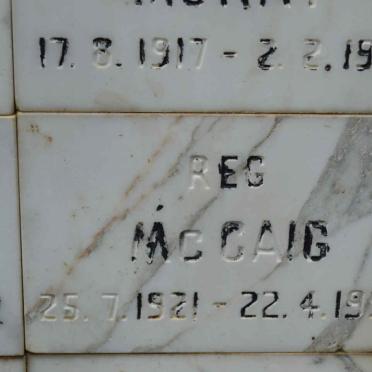 17. 8. 1917 - 2. 2. 19
REG
McCAIG
25. 7. 1921 - 22. 4. 19